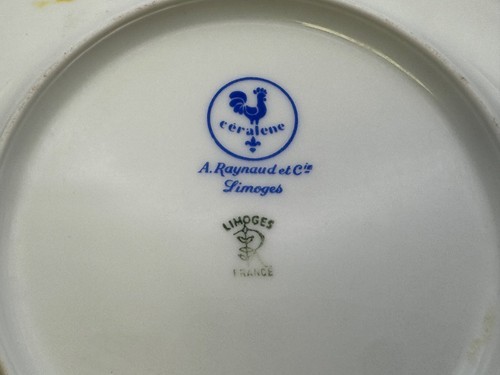 céralene
A. Raynaud et Cie
Limoges
LIMOGES
R
FRANCE